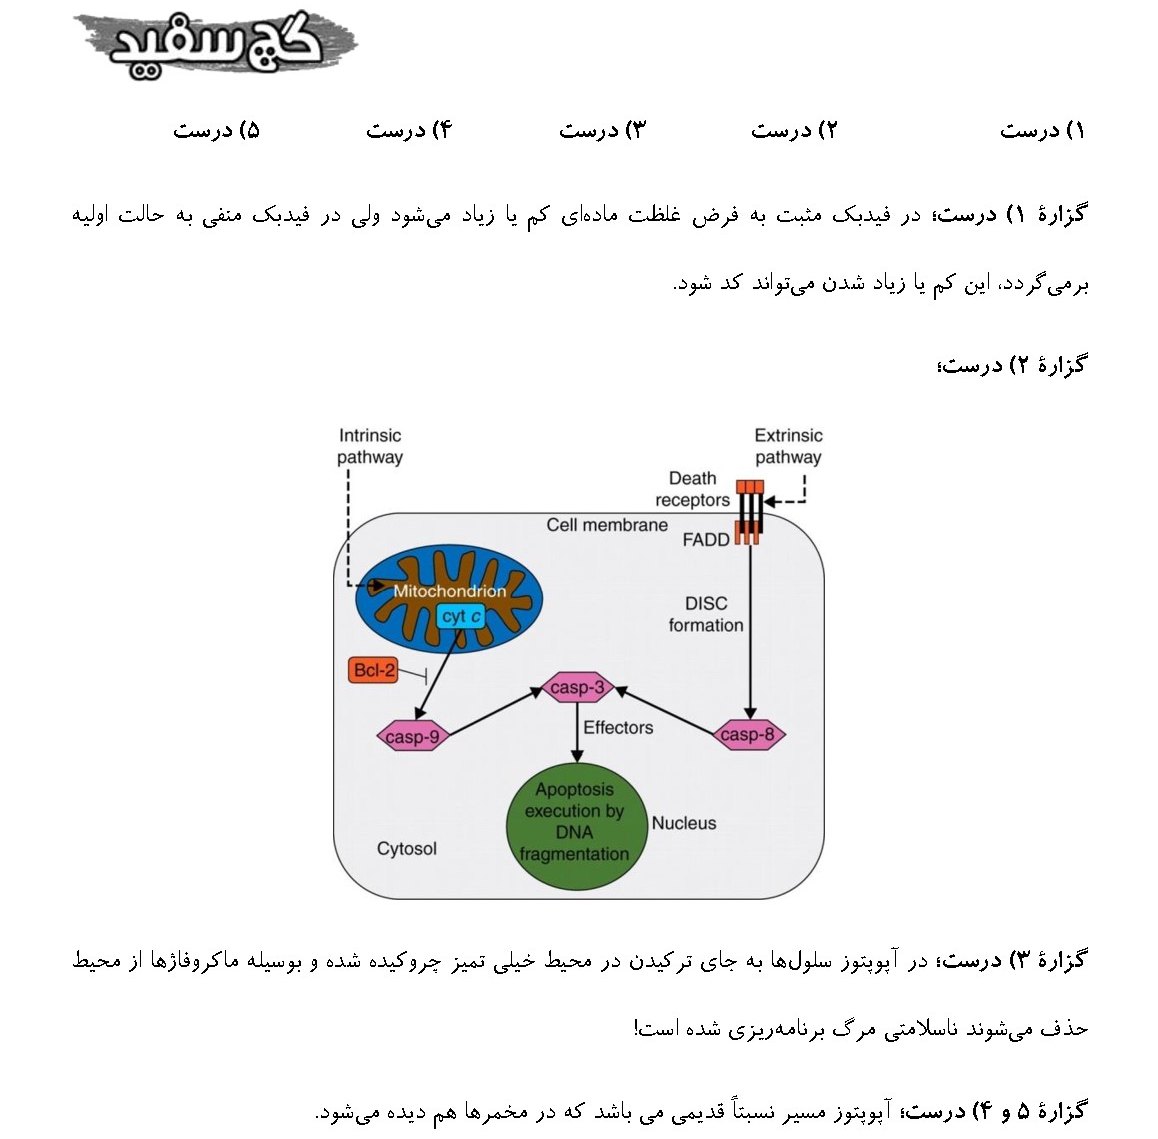 گچ سفید
۱) درست ۲) درست ۳) درست ۴) درست ۵) درست
گزارهٔ ۱) درست؛ در فیدبک مثبت به فرض غلظت ماده‌ای کم یا زیاد می‌شود ولی در فیدبک منفی به حالت اولیه
برمی‌گردد، این کم یا زیاد شدن می‌تواند کد شود.
گزارهٔ ۲) درست؛
Intrinsic
pathway
Extrinsic
pathway
Death
receptors
Cell membrane
FADD
Mitochondrion
cyt c
DISC
formation
Bcl-2
casp-3
casp-9
Effectors
casp-8
Apoptosis
execution by
DNA
fragmentation
Nucleus
Cytosol
گزارهٔ ۳) درست؛ در آپوپتوز سلول‌ها به جای ترکیدن در محیط خیلی تمیز چروکیده شده و بوسیله ماکروفاژها از محیط
حذف می‌شوند ناسلامتی مرگ برنامه‌ریزی شده است!
گزارهٔ ۵ و ۴) درست؛ آپوپتوز مسیر نسبتاً قدیمی می باشد که در مخمرها هم دیده می‌شود.